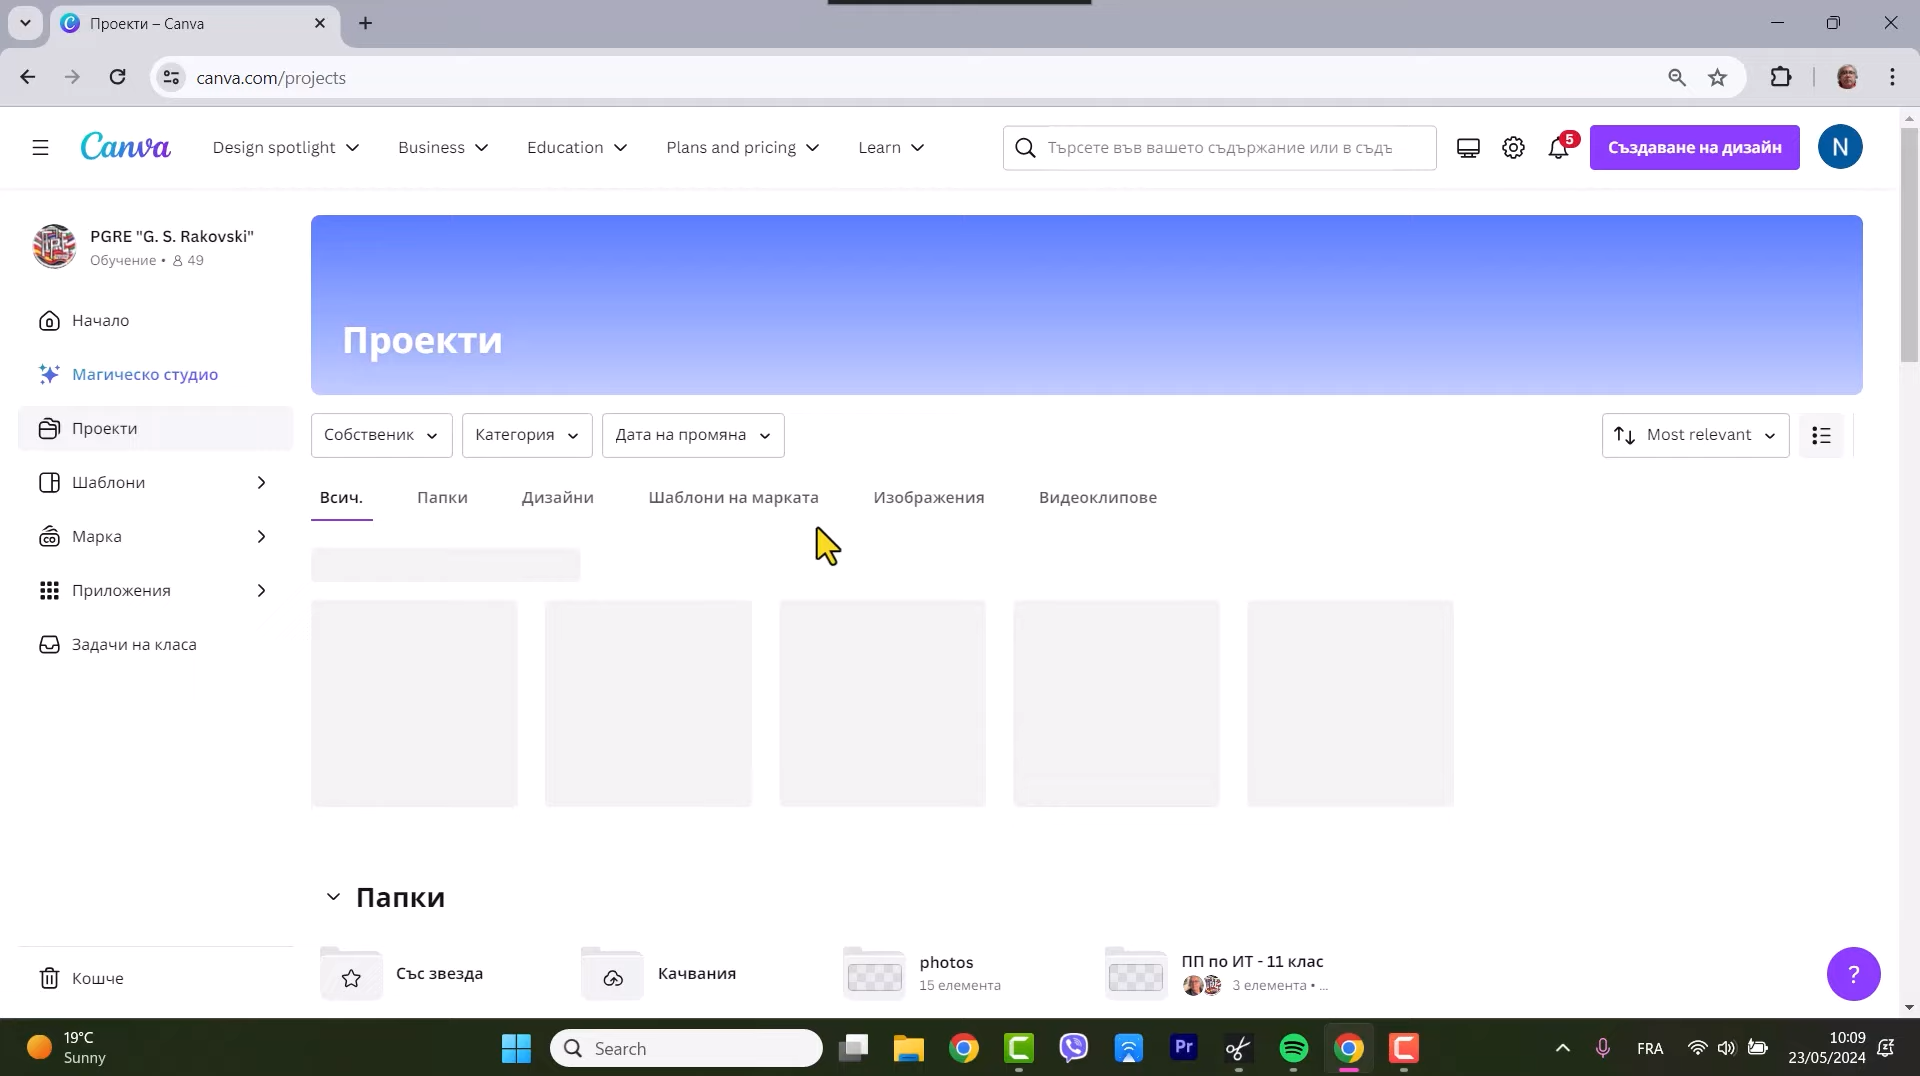 Проекти – Canva
canva.com/projects
Canva
Design spotlight
Business
Education
Plans and pricing
Learn
Търсете във вашето съдържание или в съдъ
5
Създаване на дизайн
N
PGRE "G. S. Rakovski"
Обучение • 49
Начало
Магическо студио
Проекти
Шаблони
Марка
Приложения
Задачи на класа
Кошче
Проекти
Собственик
Категория
Дата на промяна
Most relevant
Всич.
Папки
Дизайни
Шаблони на марката
Изображения
Видеоклипове
Папки
Със звезда
Качвания
photos
15 елемента
ПП по ИТ - 11 клас
3 елемента • ...
?
19°C
Sunny
Search
Pr
FRA
10:09
23/05/2024